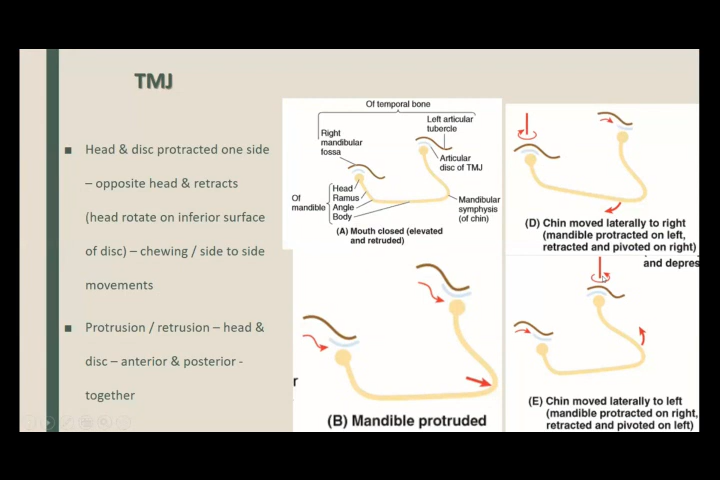 TMJ
■ Head & disc protracted one side
– opposite head & retracts
(head rotate on inferior surface
of disc) – chewing / side to side
movements
■ Protrusion / retrusion – head &
disc – anterior & posterior -
together
Of temporal bone
Right
mandibular
fossa
Left articular
tubercle
Articular
disc of TMJ
Of
mandible
Head
Ramus
Angle
Body
Mandibular
symphysis
(of chin)
(A) Mouth closed (elevated
and retruded)
r
(B) Mandible protruded
(D) Chin moved laterally to right
(mandible protracted on left,
retracted and pivoted on right)
and depres
(E) Chin moved laterally to left
(mandible protracted on right,
retracted and pivoted on left)